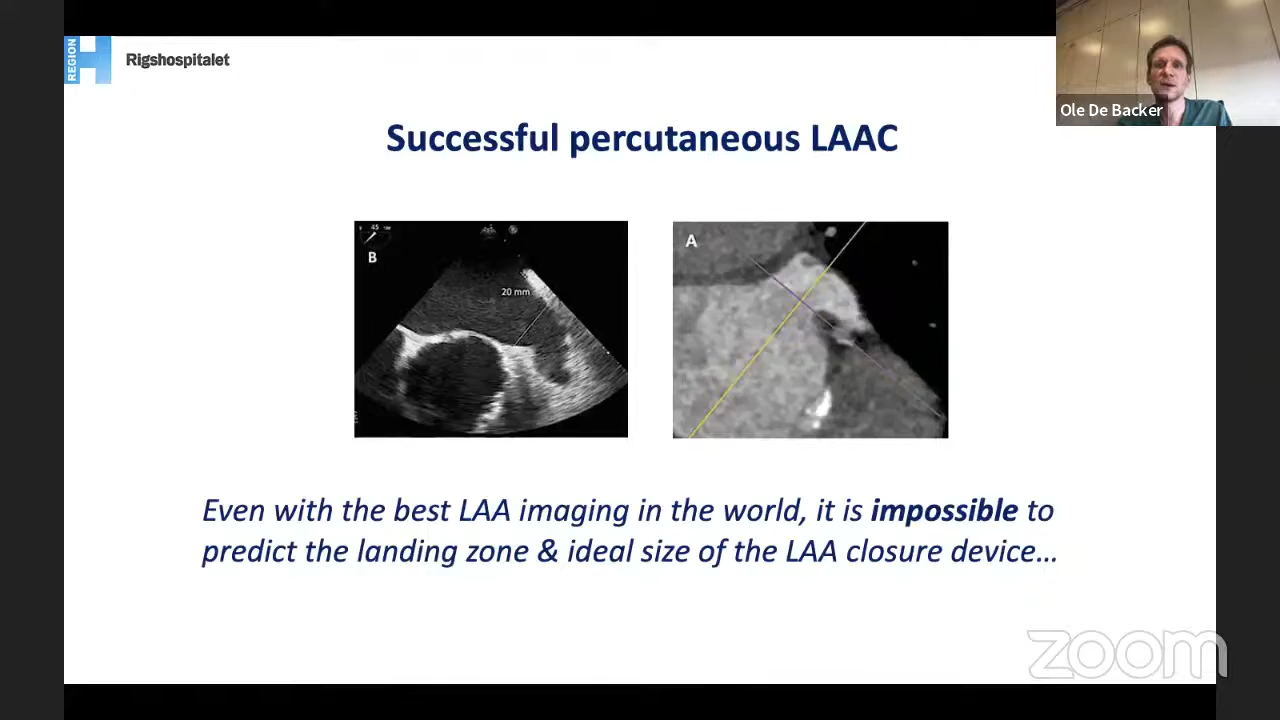 REGION
Rigshospitalet
Ole De Backer
Successful percutaneous LAAC
45
B
20 mm
A
Even with the best LAA imaging in the world, it is impossible to
predict the landing zone & ideal size of the LAA closure device...
zoom